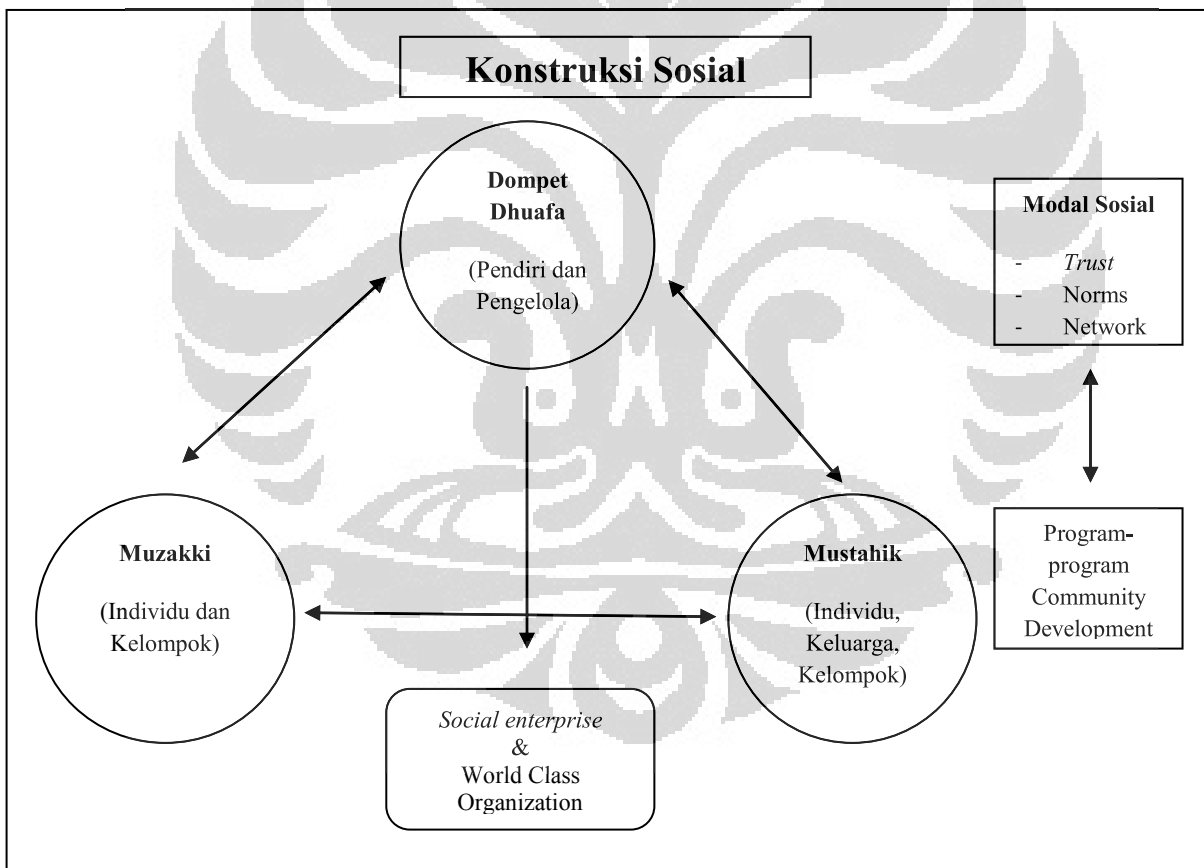 Konstruksi Sosial
Dompet
Dhuafa
(Pendiri dan
Pengelola)
Modal Sosial
- Trust
- Norms
- Network
Muzakki
(Individu dan
Kelompok)
Mustahik
(Individu,
Keluarga,
Kelompok)
Program-
program
Community
Development
Social enterprise
&
World Class
Organization